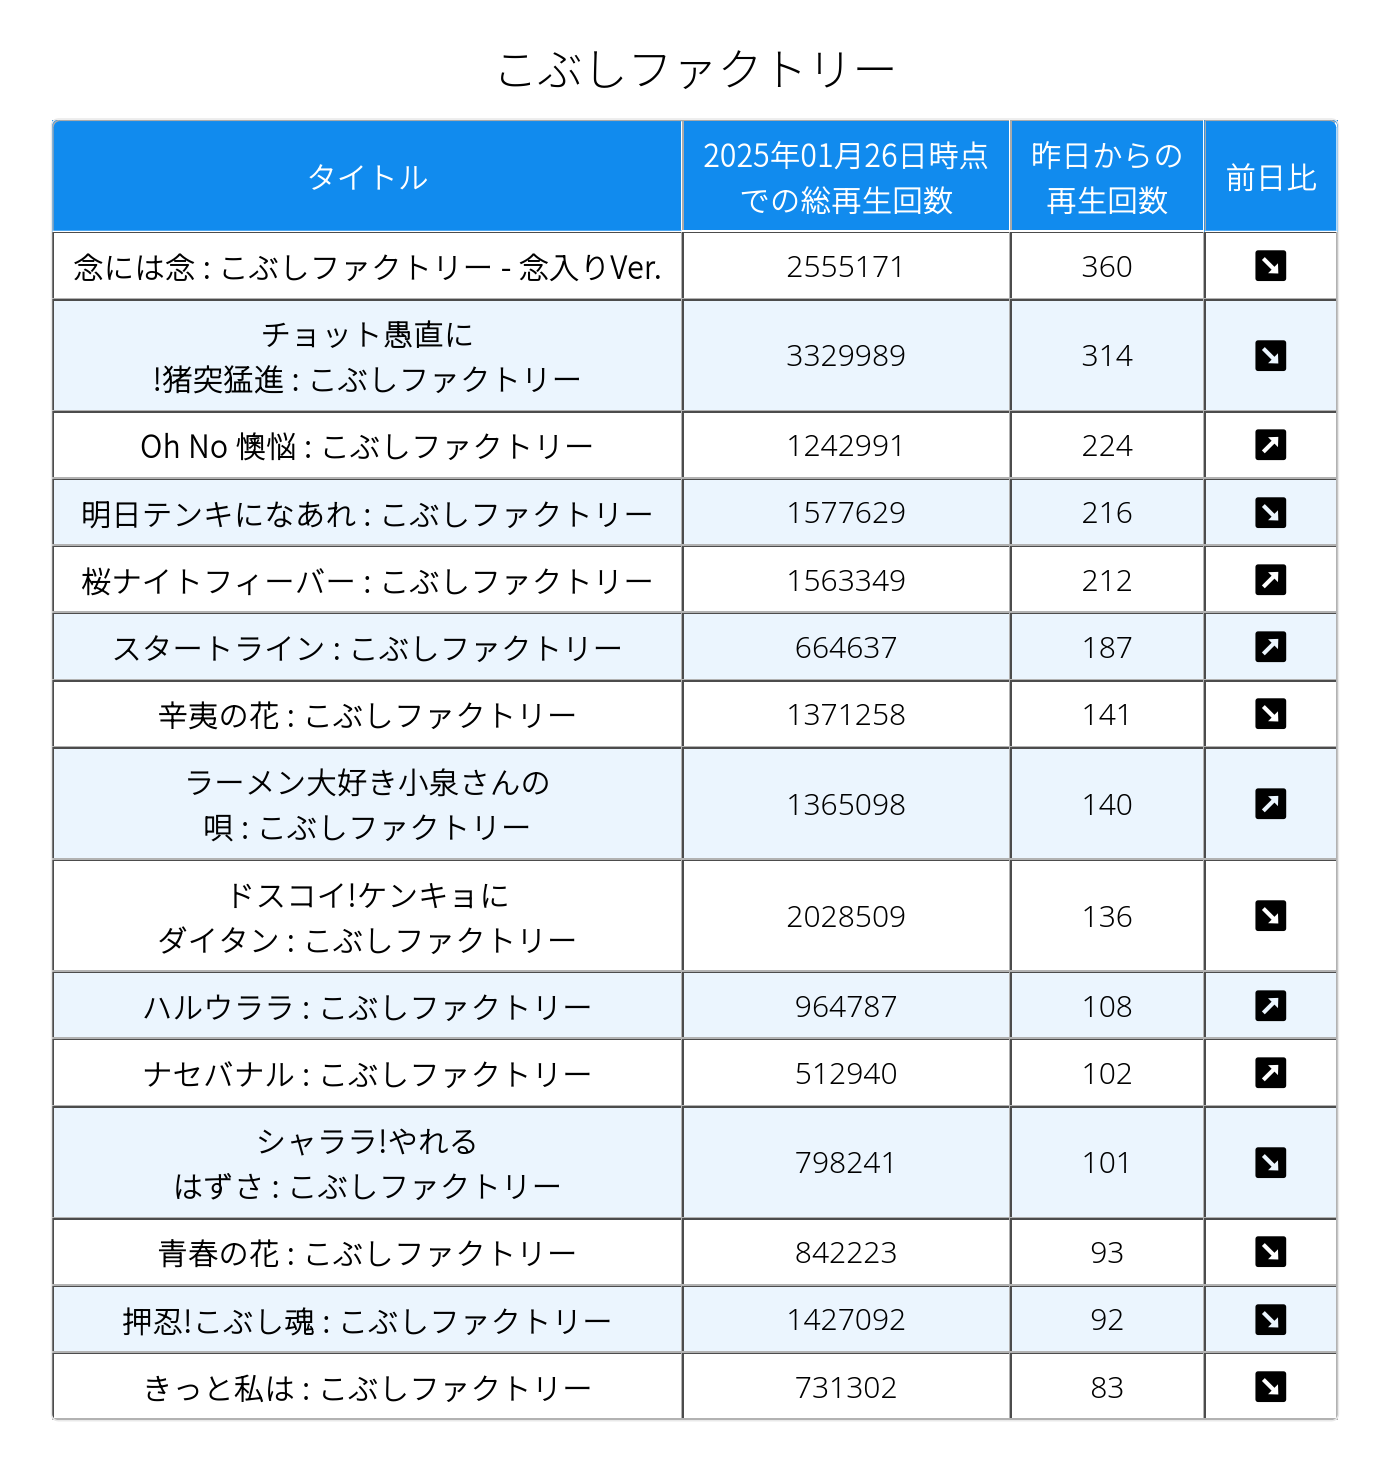 こぶしファクトリー
タイトル
2025年01月26日時点
での総再生回数
昨日からの
再生回数
前日比
念には念 : こぶしファクトリー - 念入りVer.
2555171
360
チョット愚直に
!猪突猛進 : こぶしファクトリー
3329989
314
Oh No 懊悩 : こぶしファクトリー
1242991
224
明日テンキになあれ : こぶしファクトリー
1577629
216
桜ナイトフィーバー : こぶしファクトリー
1563349
212
スタートライン : こぶしファクトリー
664637
187
辛夷の花 : こぶしファクトリー
1371258
141
ラーメン大好き小泉さんの
唄 : こぶしファクトリー
1365098
140
ドスコイ!ケンキョに
ダイタン : こぶしファクトリー
2028509
136
ハルウララ : こぶしファクトリー
964787
108
ナセバナル : こぶしファクトリー
512940
102
シャララ!やれる
はずさ : こぶしファクトリー
798241
101
青春の花 : こぶしファクトリー
842223
93
押忍!こぶし魂 : こぶしファクトリー
1427092
92
きっと私は : こぶしファクトリー
731302
83